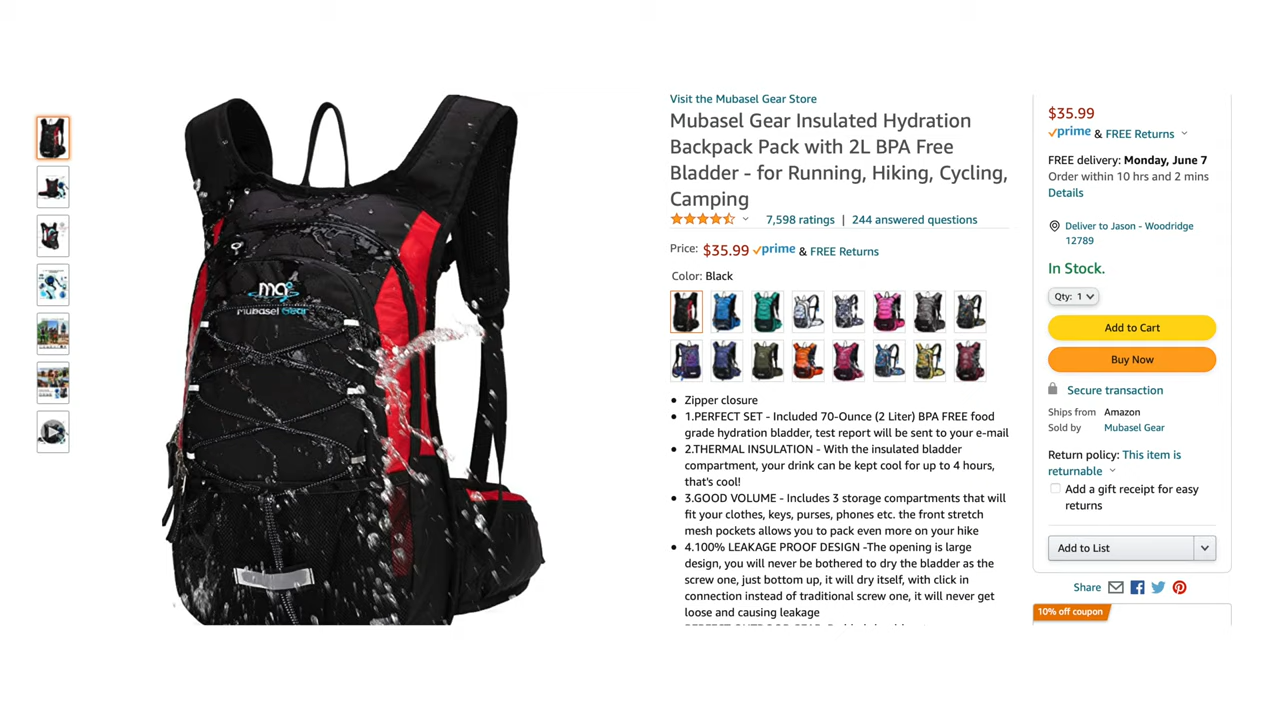 mg
Mubasel Gear
Visit the Mubasel Gear Store
Mubasel Gear Insulated Hydration
Backpack Pack with 2L BPA Free
Bladder - for Running, Hiking, Cycling,
Camping
7,598 ratings | 244 answered questions
Price: $35.99 prime & FREE Returns
Color: Black
• Zipper closure
• 1.PERFECT SET - Included 70-Ounce (2 Liter) BPA FREE food
grade hydration bladder, test report will be sent to your e-mail
• 2.THERMAL INSULATION - With the insulated bladder
compartment, your drink can be kept cool for up to 4 hours,
that's cool!
• 3.GOOD VOLUME - Includes 3 storage compartments that will
fit your clothes, keys, purses, phones etc. the front stretch
mesh pockets allows you to pack even more on your hike
• 4.100% LEAKAGE PROOF DESIGN -The opening is large
design, you will never be bothered to dry the bladder as the
screw one, just bottom up, it will dry itself, with click in
connection instead of traditional screw one, it will never get
loose and causing leakage
$35.99
prime & FREE Returns
FREE delivery: Monday, June 7
Order within 10 hrs and 2 mins
Details
Deliver to Jason - Woodridge
12789
In Stock.
Qty: 1
Add to Cart
Buy Now
Secure transaction
Ships from Amazon
Sold by Mubasel Gear
Return policy: This item is
returnable
Add a gift receipt for easy
returns
Add to List
Share
10% off coupon